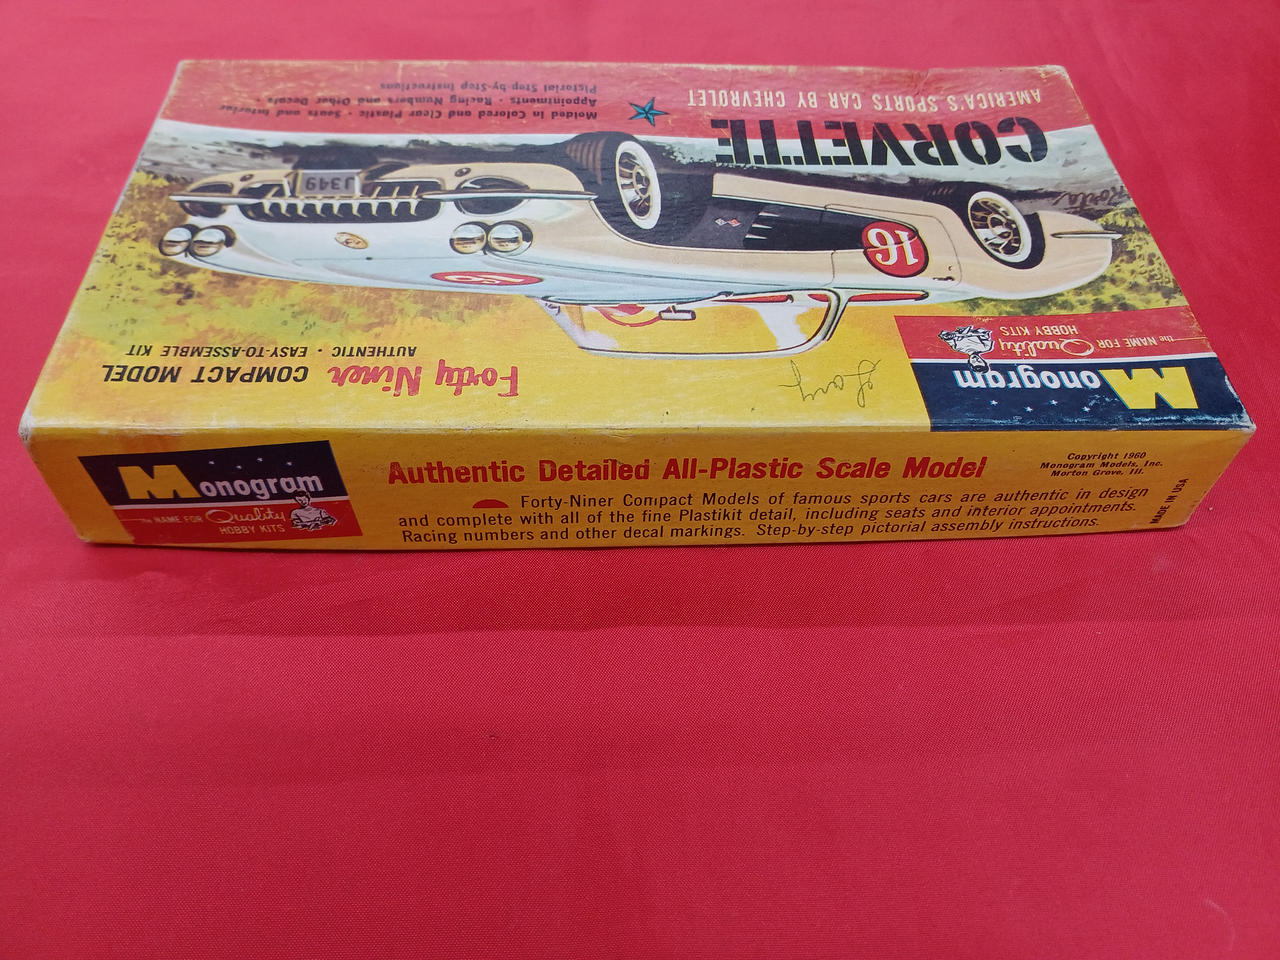 Monogram
the NAME FOR Quality
HOBBY KITS
Authentic Detailed All-Plastic Scale Model
Forty-Niner Compact Models of famous sports cars are authentic in design
and complete with all of the fine Plastikit detail, including seats and interior appointments.
Racing numbers and other decal markings. Step-by-step pictorial assembly instructions.
Copyright 1960
Monogram Models, Inc.
Morton Grove, Ill.
MADE IN USA
Monogram
the NAME FOR Quality
HOBBY KITS
Forty Niner COMPACT MODEL
AUTHENTIC • EASY-TO-ASSEMBLE KIT
16
16
J349
CORVETTE
AMERICA'S SPORTS CAR BY CHEVROLET
Molded in Colored and Clear Plastic • Seats and Interior
Appointments • Racing Numbers and Other Decals •
Pictorial Step-by-Step Instructions